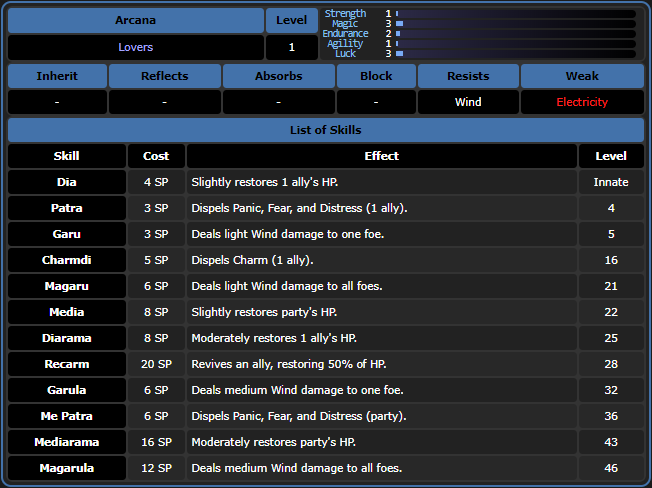 Arcana Level
Lovers 1
Strength 1
Magic 3
Endurance 2
Agility 1
Luck 3
Inherit Reflects Absorbs Block Resists Weak
- - - - Wind Electricity
List of Skills
Skill Cost Effect Level
Dia 4 SP Slightly restores 1 ally's HP. Innate
Patra 3 SP Dispels Panic, Fear, and Distress (1 ally). 4
Garu 3 SP Deals light Wind damage to one foe. 5
Charmdi 5 SP Dispels Charm (1 ally). 16
Magaru 6 SP Deals light Wind damage to all foes. 21
Media 8 SP Slightly restores party's HP. 22
Diarama 8 SP Moderately restores 1 ally's HP. 25
Recarm 20 SP Revives an ally, restoring 50% of HP. 28
Garula 6 SP Deals medium Wind damage to one foe. 32
Me Patra 6 SP Dispels Panic, Fear, and Distress (party). 36
Mediarama 16 SP Moderately restores party's HP. 43
Magarula 12 SP Deals medium Wind damage to all foes. 46